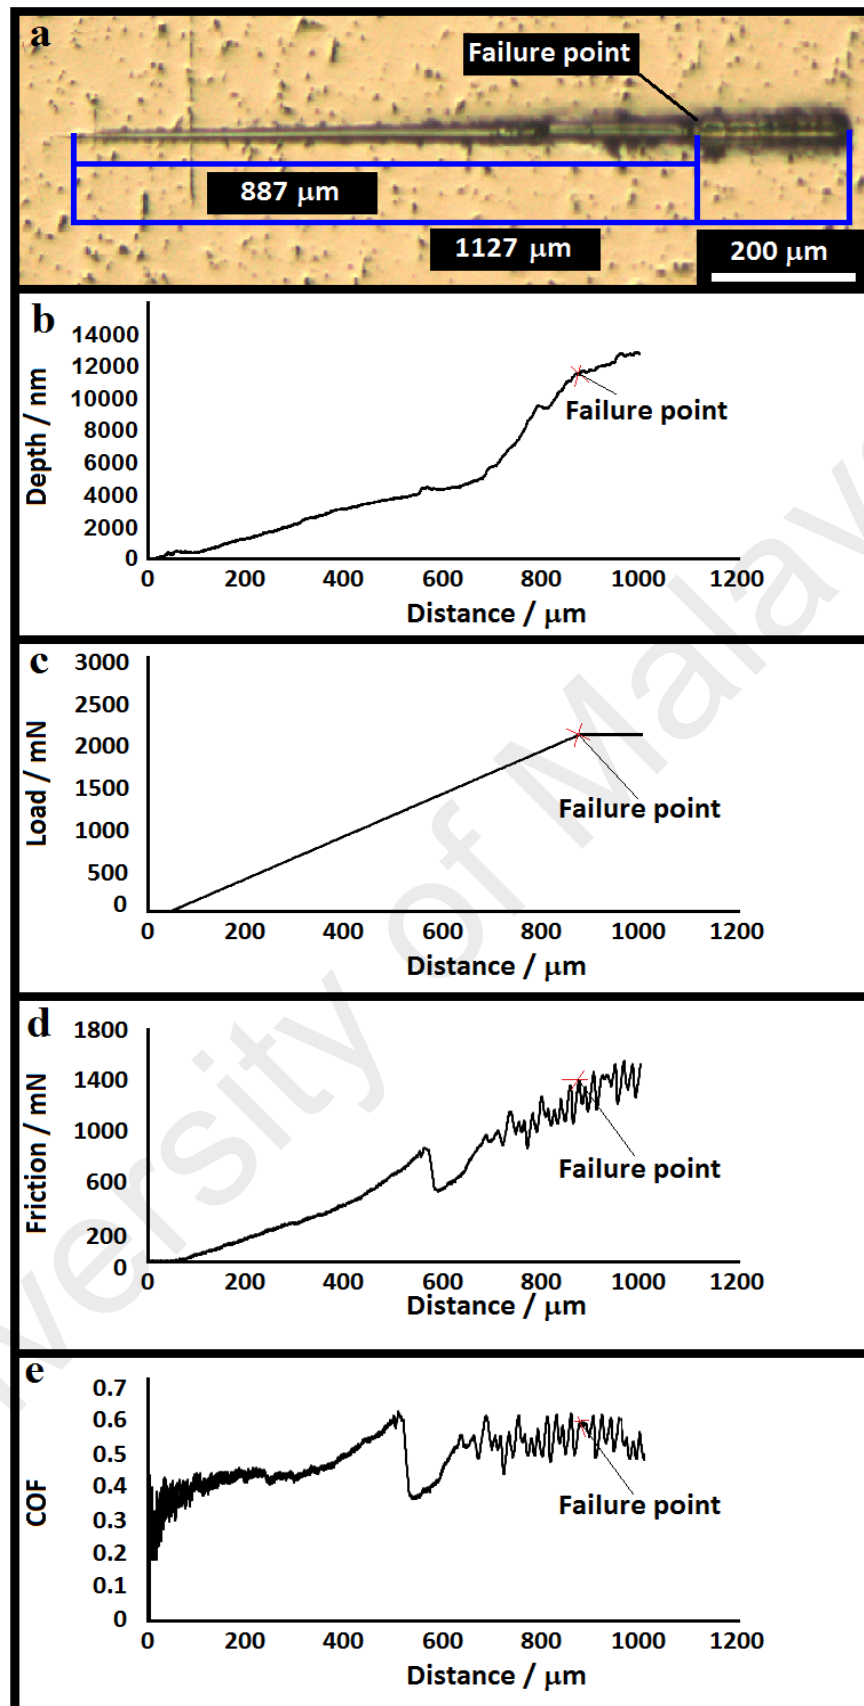 a
Failure point
887 μm
1127 μm
200 μm
b
14000
12000
10000
8000
6000
4000
2000
0
Depth / nm
Failure point
0 200 400 600 800 1000 1200
Distance / μm
c
3000
2500
2000
1500
1000
500
0
Load / mN
Failure point
0 200 400 600 800 1000 1200
Distance / μm
d
1800
1400
1000
600
200
0
Friction / mN
Failure point
0 200 400 600 800 1000 1200
Distance / μm
e
0.7
0.6
0.5
0.4
0.3
0.2
0.1
0
COF
Failure point
0 200 400 600 800 1000 1200
Distance / μm
versity of Malay